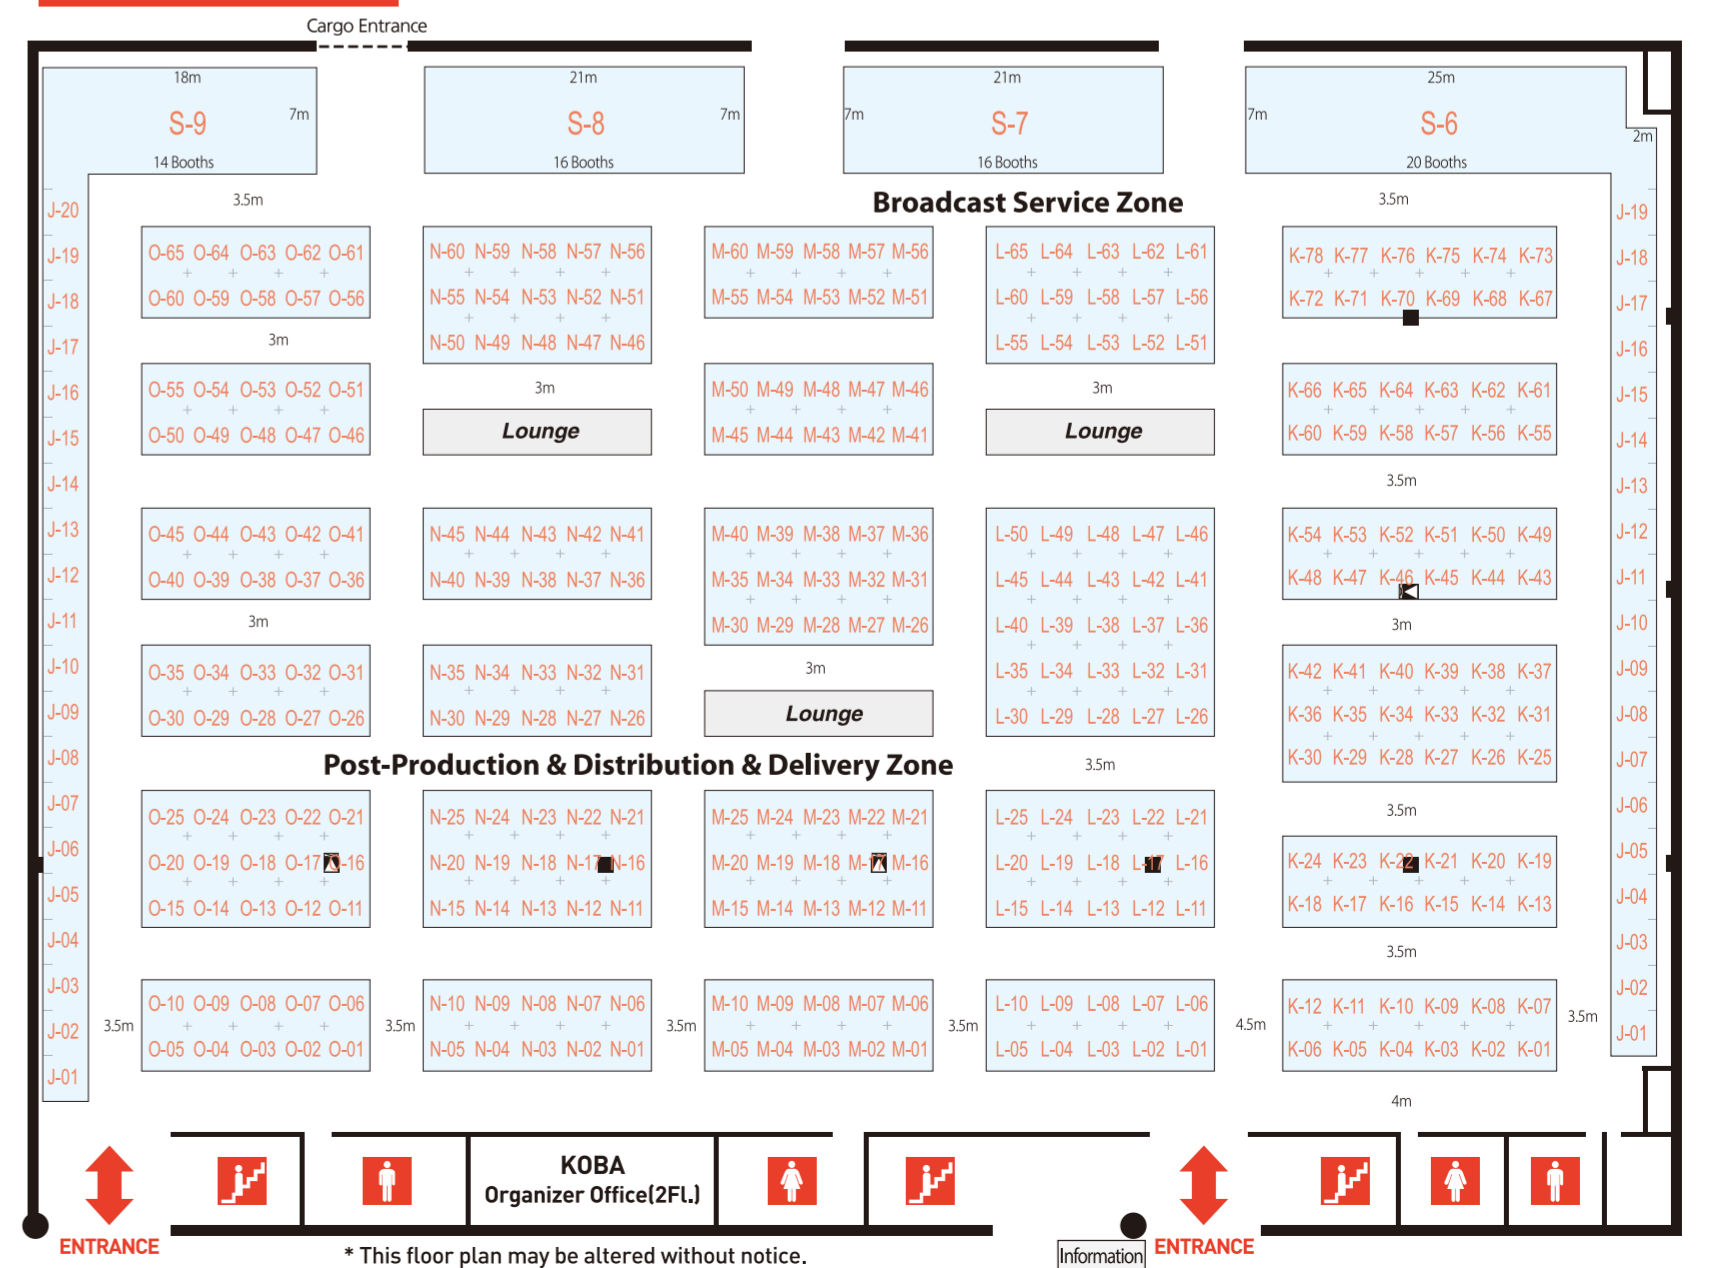 Cargo Entrance
18m
S-9
7m
14 Booths
21m
S-8
7m
16 Booths
21m
7m
S-7
16 Booths
25m
7m
S-6
20 Booths
2m
3.5m
Broadcast Service Zone
3.5m
J-20
J-19
J-18
J-17
J-16
J-15
J-14
J-13
J-12
J-11
J-10
J-09
J-08
J-07
J-06
J-05
J-04
J-03
J-02
J-01
O-65 O-64 O-63 O-62 O-61
O-60 O-59 O-58 O-57 O-56
3m
O-55 O-54 O-53 O-52 O-51
O-50 O-49 O-48 O-47 O-46
O-45 O-44 O-43 O-42 O-41
O-40 O-39 O-38 O-37 O-36
3m
O-35 O-34 O-33 O-32 O-31
O-30 O-29 O-28 O-27 O-26
N-60 N-59 N-58 N-57 N-56
N-55 N-54 N-53 N-52 N-51
N-50 N-49 N-48 N-47 N-46
3m
Lounge
N-45 N-44 N-43 N-42 N-41
N-40 N-39 N-38 N-37 N-36
N-35 N-34 N-33 N-32 N-31
N-30 N-29 N-28 N-27 N-26
M-60 M-59 M-58 M-57 M-56
M-55 M-54 M-53 M-52 M-51
M-50 M-49 M-48 M-47 M-46
M-45 M-44 M-43 M-42 M-41
M-40 M-39 M-38 M-37 M-36
M-35 M-34 M-33 M-32 M-31
M-30 M-29 M-28 M-27 M-26
3m
Lounge
L-65 L-64 L-63 L-62 L-61
L-60 L-59 L-58 L-57 L-56
L-55 L-54 L-53 L-52 L-51
3m
Lounge
L-50 L-49 L-48 L-47 L-46
L-45 L-44 L-43 L-42 L-41
L-40 L-39 L-38 L-37 L-36
L-35 L-34 L-33 L-32 L-31
L-30 L-29 L-28 L-27 L-26
3.5m
K-78 K-77 K-76 K-75 K-74 K-73
K-72 K-71 K-70 K-69 K-68 K-67
K-66 K-65 K-64 K-63 K-62 K-61
K-60 K-59 K-58 K-57 K-56 K-55
3.5m
K-54 K-53 K-52 K-51 K-50 K-49
K-48 K-47 K-46 K-45 K-44 K-43
3m
K-42 K-41 K-40 K-39 K-38 K-37
K-36 K-35 K-34 K-33 K-32 K-31
K-30 K-29 K-28 K-27 K-26 K-25
3.5m
K-24 K-23 K-22 K-21 K-20 K-19
K-18 K-17 K-16 K-15 K-14 K-13
3.5m
K-12 K-11 K-10 K-09 K-08 K-07
K-06 K-05 K-04 K-03 K-02 K-01
3.5m
4m
J-19
J-18
J-17
J-16
J-15
J-14
J-13
J-12
J-11
J-10
J-09
J-08
J-07
J-06
J-05
J-04
J-03
J-02
J-01
Post-Production & Distribution & Delivery Zone
O-25 O-24 O-23 O-22 O-21
O-20 O-19 O-18 O-17 -16
O-15 O-14 O-13 O-12 O-11
N-25 N-24 N-23 N-22 N-21
N-20 N-19 N-18 N-17 N-16
N-15 N-14 N-13 N-12 N-11
M-25 M-24 M-23 M-22 M-21
M-20 M-19 M-18 M-17 M-16
M-15 M-14 M-13 M-12 M-11
L-25 L-24 L-23 L-22 L-21
L-20 L-19 L-18 L-17 L-16
L-15 L-14 L-13 L-12 L-11
3.5m
O-10 O-09 O-08 O-07 O-06
O-05 O-04 O-03 O-02 O-01
3.5m
N-10 N-09 N-08 N-07 N-06
N-05 N-04 N-03 N-02 N-01
3.5m
M-10 M-09 M-08 M-07 M-06
M-05 M-04 M-03 M-02 M-01
3.5m
L-10 L-09 L-08 L-07 L-06
L-05 L-04 L-03 L-02 L-01
4.5m
KOBA
Organizer Office(2Fl.)
ENTRANCE
* This floor plan may be altered without notice.
Information
ENTRANCE